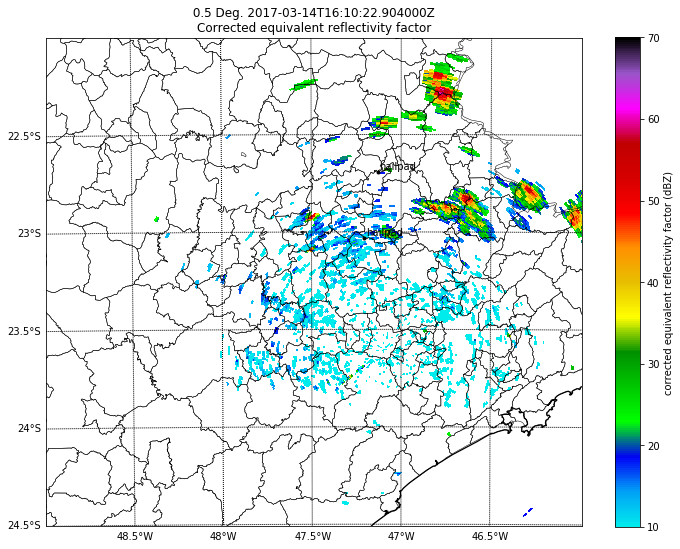 0.5 Deg. 2017-03-14T16:10:22.904000Z
Corrected equivalent reflectivity factor
70
60
50
40
30
20
10
corrected equivalent reflectivity factor (dBZ)
22.5°S
23°S
23.5°S
24°S
24.5°S
48.5°W
48°W
47.5°W
47°W
46.5°W